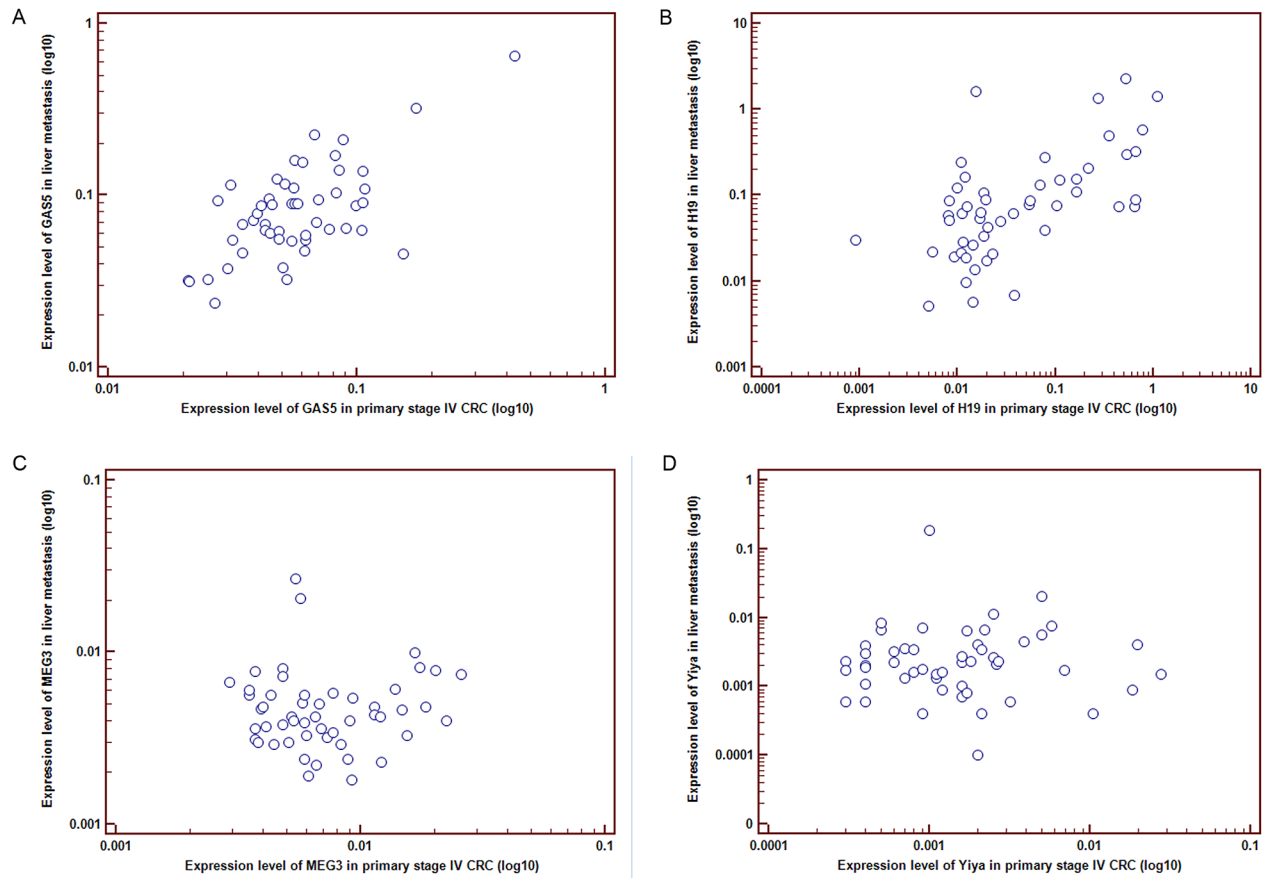 A
Expression level of GAS5 in liver metastasis (log10)
1
0.1
0.01
0.01
0.1
1
Expression level of GAS5 in primary stage IV CRC (log10)
B
Expression level of H19 in liver metastasis (log10)
10
1
0.1
0.01
0.001
0.0001
0.001
0.01
0.1
1
10
Expression level of H19 in primary stage IV CRC (log10)
C
Expression level of MEG3 in liver metastasis (log10)
0.1
0.01
0.001
0.001
0.01
0.1
Expression level of MEG3 in primary stage IV CRC (log10)
D
Expression level of Yiya in liver metastasis (log10)
1
0.1
0.01
0.001
0.0001
0
0.0001
0.001
0.01
0.1
Expression level of Yiya in primary stage IV CRC (log10)